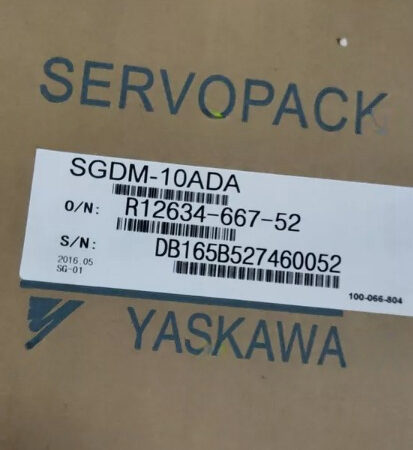 SERVOPACK
SGDM-10ADA
O/N: R12634-667-52
S/N: DB165B527460052
2016.05
SG-01
100-066-804
YASKAWA